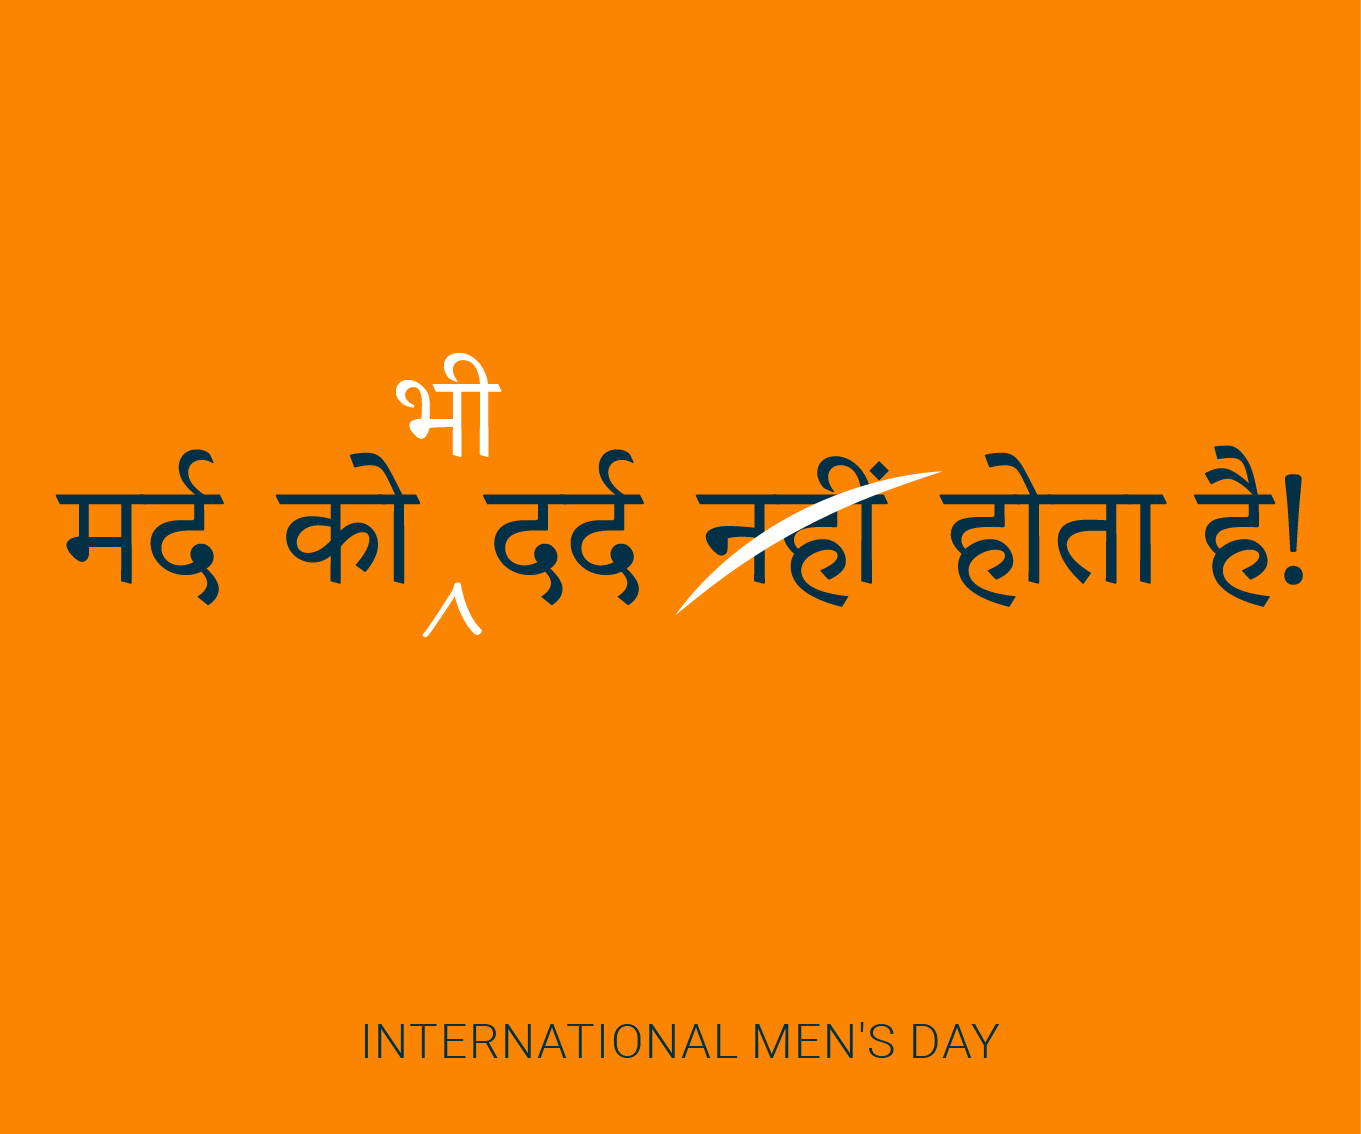 भी
मर्द को दर्द नहीं होता है!
INTERNATIONAL MEN'S DAY